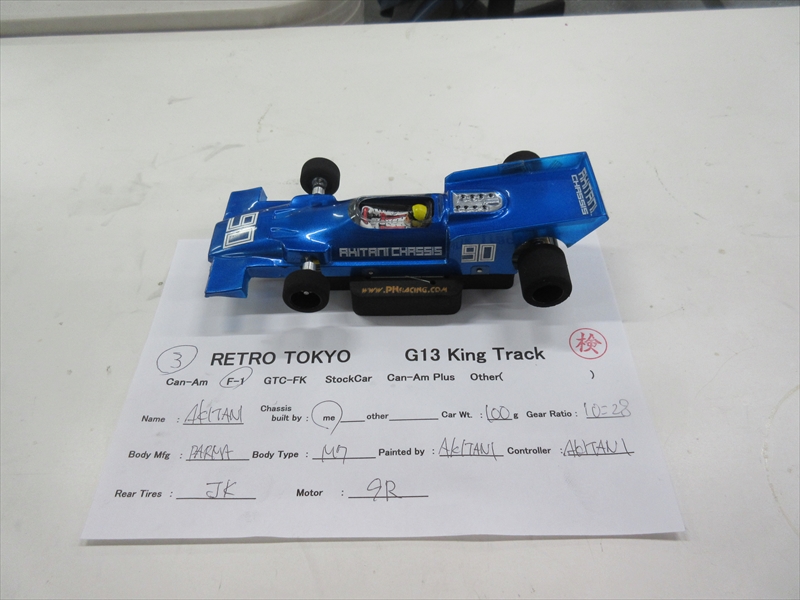 90
AKITANI CHASSIS
90
AKITANI CHASSIS
WWW.PHRACING.COM
3 RETRO TOKYO G13 King Track 検
Can-Am F-1 GTC-FK StockCar Can-Am Plus Other( )
Name : AKITANI Chassis built by : me other Car Wt. : 100 g Gear Ratio : 10:28
Body Mfg : PARMA Body Type : M7 Painted by : AKITANI Controller : AKITANI
Rear Tires : JK Motor :